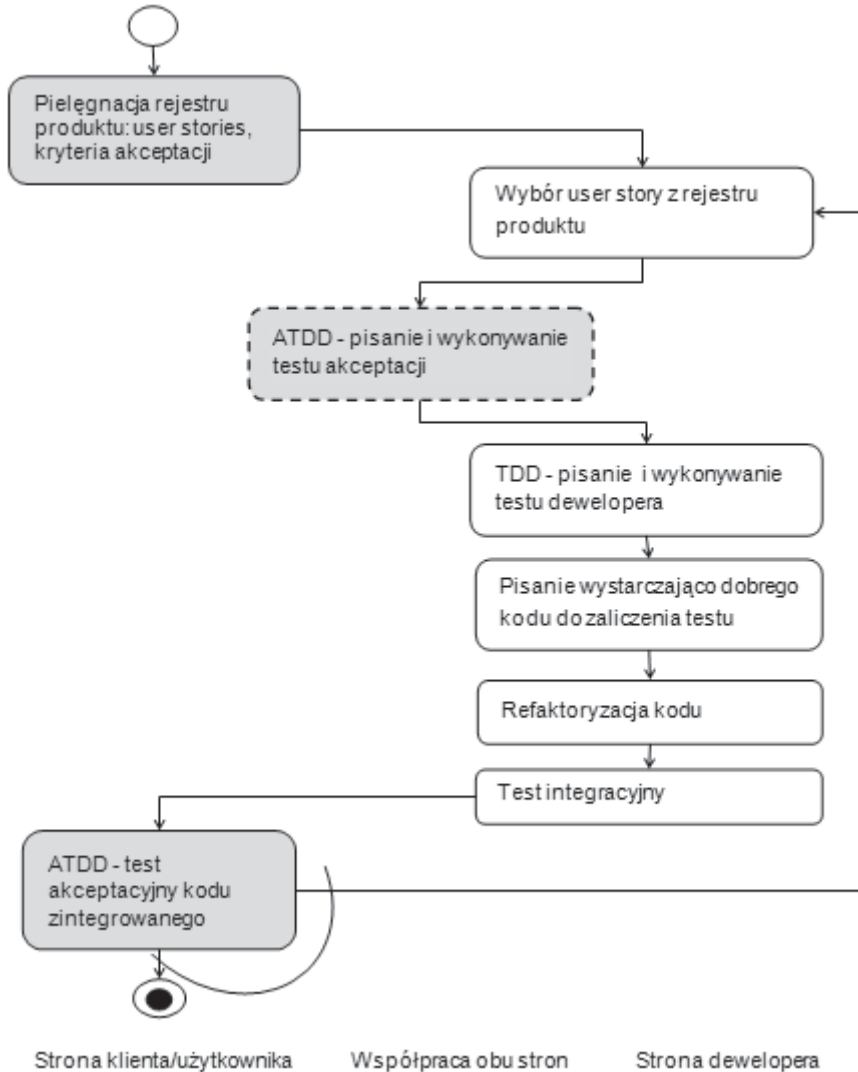 Pielęgnacja rejestru
produktu: user stories,
kryteria akceptacji
Wybór user story z rejestru
produktu
ATDD - pisanie i wykonywanie
testu akceptacji
TDD - pisanie i wykonywanie
testu dewelopera
Pisanie wystarczająco dobrego
kodu do zaliczenia testu
Refaktoryzacja kodu
Test integracyjny
ATDD - test
akceptacyjny kodu
zintegrowanego
Strona klienta/użytkownika
Współpraca obu stron
Strona dewelopera